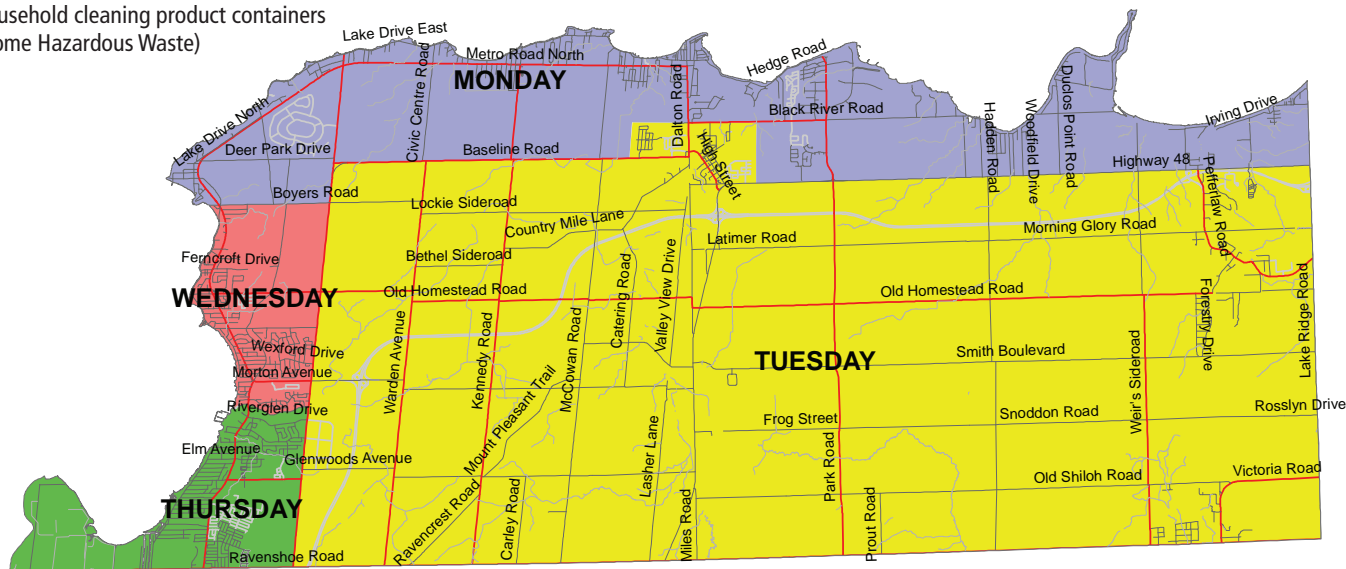 usehold cleaning product containers
ome Hazardous Waste)
Lake Drive East
Metro Road North
MONDAY
Hedge Road
Civic Centre Road
Dalton Road
Black River Road
Duclos Point Road
Irving Drive
Lake Drive North
Deer Park Drive
Baseline Road
High Street
Hadden Road
Woodfield Drive
Highway 48
Pefferlaw Road
Boyers Road
Lockie Sideroad
Country Mile Lane
Latimer Road
Morning Glory Road
Ferncroft Drive
Bethel Sideroad
WEDNESDAY
Old Homestead Road
Old Homestead Road
Catering Road
Valley View Drive
Forestry Drive
Lake Ridge Road
Wexford Drive
Warden Avenue
Kennedy Road
McCowan Road
TUESDAY
Smith Boulevard
Morton Avenue
Mount Pleasant Trail
Weir's Sideroad
Riverglen Drive
Frog Street
Snoddon Road
Rosslyn Drive
Elm Avenue
Glenwoods Avenue
Lasher Lane
Park Road
Old Shiloh Road
Victoria Road
THURSDAY
Ravencrest Road
Carley Road
Miles Road
Prout Road
Ravenshoe Road